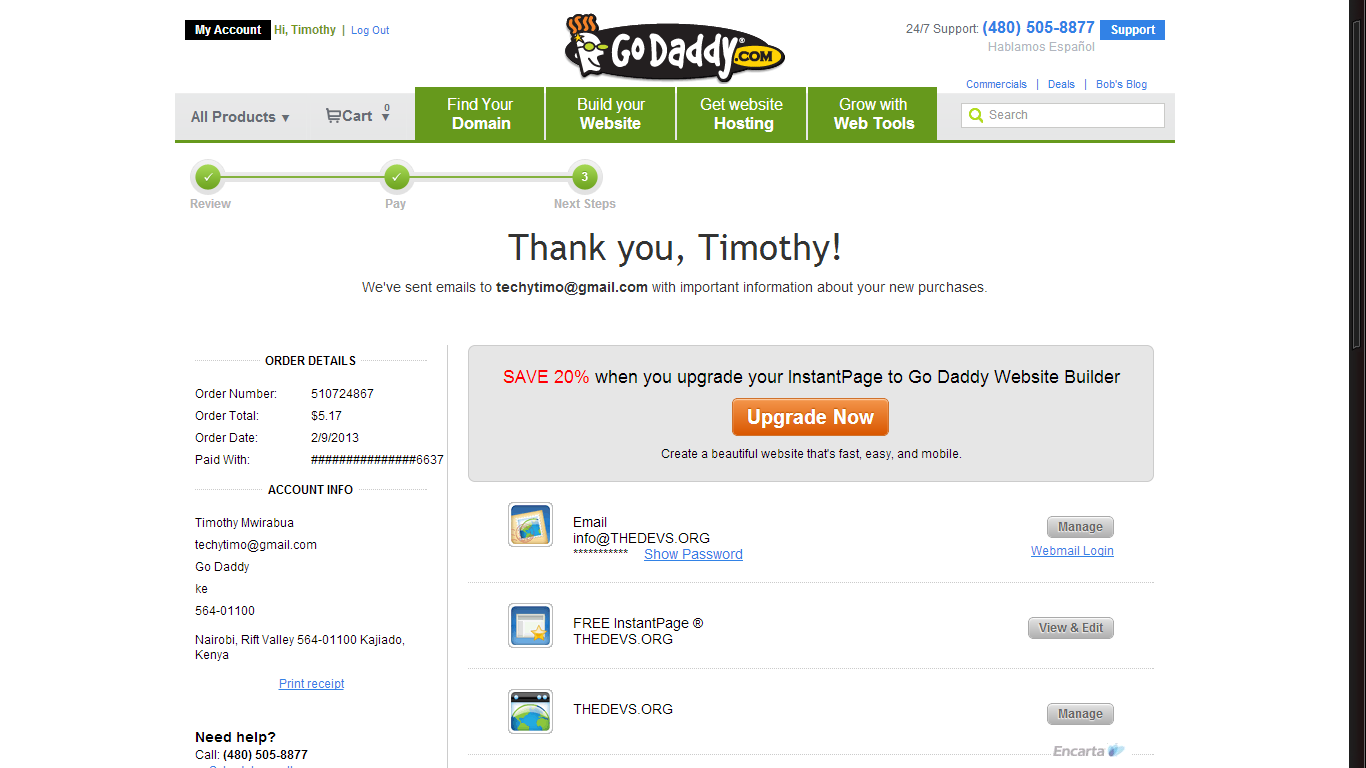 My Account Hi, Timothy | Log Out
GO DADDY® .COM
24/7 Support: (480) 505-8877 Support
Hablamos Español
Commercials | Deals | Bob's Blog
All Products ▼ Cart 0 ▼
Find Your
Domain
Build your
Website
Get website
Hosting
Grow with
Web Tools
Search
✓ ✓ 3
Review Pay Next Steps
Thank you, Timothy!
We've sent emails to techytimo@gmail.com with important information about your new purchases.
ORDER DETAILS
Order Number: 510724867
Order Total: $5.17
Order Date: 2/9/2013
Paid With: ###############6637
ACCOUNT INFO
Timothy Mwirabua
techytimo@gmail.com
Go Daddy
ke
564-01100
Nairobi, Rift Valley 564-01100 Kajiado,
Kenya
Print receipt
Need help?
Call: (480) 505-8877
SAVE 20% when you upgrade your InstantPage to Go Daddy Website Builder
Upgrade Now
Create a beautiful website that's fast, easy, and mobile.
Email
info@THEDEVS.ORG
*********** Show Password
Manage
Webmail Login
FREE InstantPage ®
THEDEVS.ORG
View & Edit
THEDEVS.ORG
Manage
Encarta